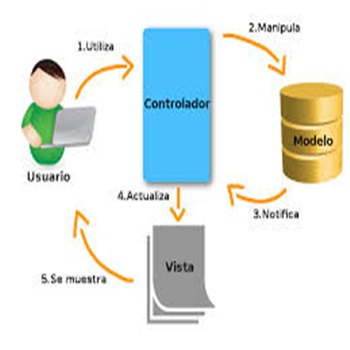 1.Utiliza
2.Manipula
Controlador
Modelo
Usuario
4.Actualiza
3.Notifica
Vista
5.Se muestra